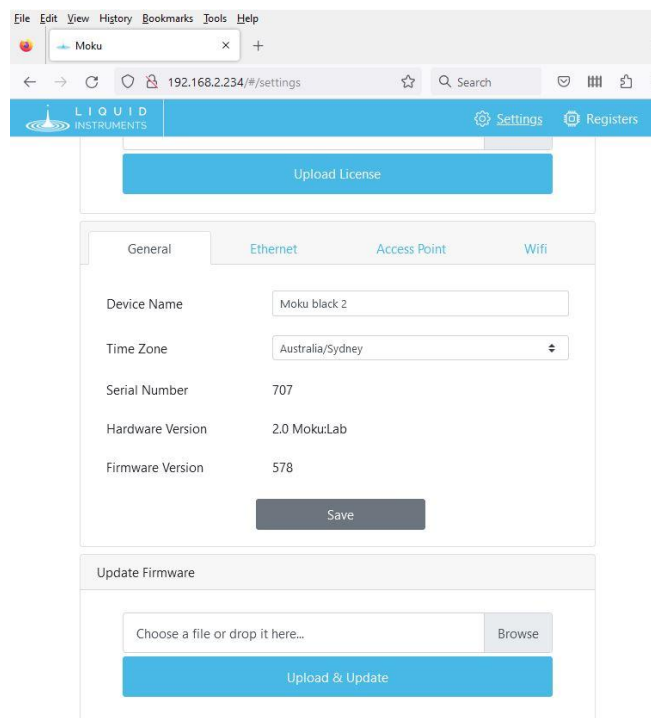 File Edit View History Bookmarks Tools Help
Moku
192.168.2.234/#/settings
Search
LIQUID
INSTRUMENTS
Settings
Registers
Upload License
General Ethernet Access Point Wifi
Device Name Moku black 2
Time Zone Australia/Sydney
Serial Number 707
Hardware Version 2.0 Moku:Lab
Firmware Version 578
Save
Update Firmware
Choose a file or drop it here... Browse
Upload & Update